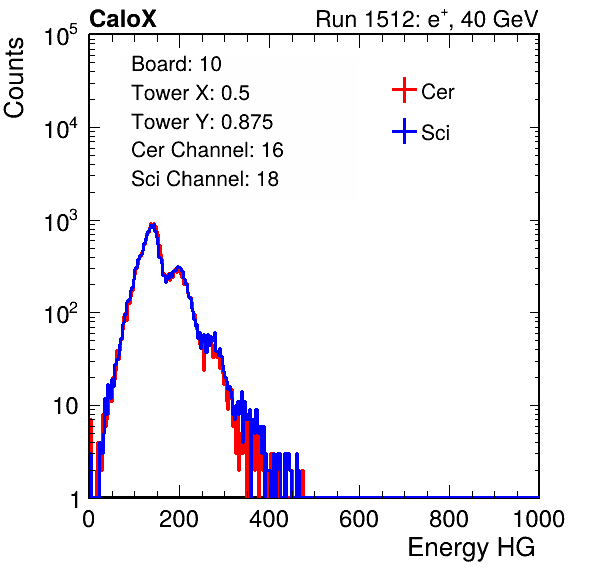 CaloX Run 1512: e⁺, 40 GeV
Counts
Board: 10
Tower X: 0.5
Tower Y: 0.875
Cer Channel: 16
Sci Channel: 18
Cer
Sci
10⁵
10⁴
10³
10²
10
1
0 200 400 600 800 1000
Energy HG